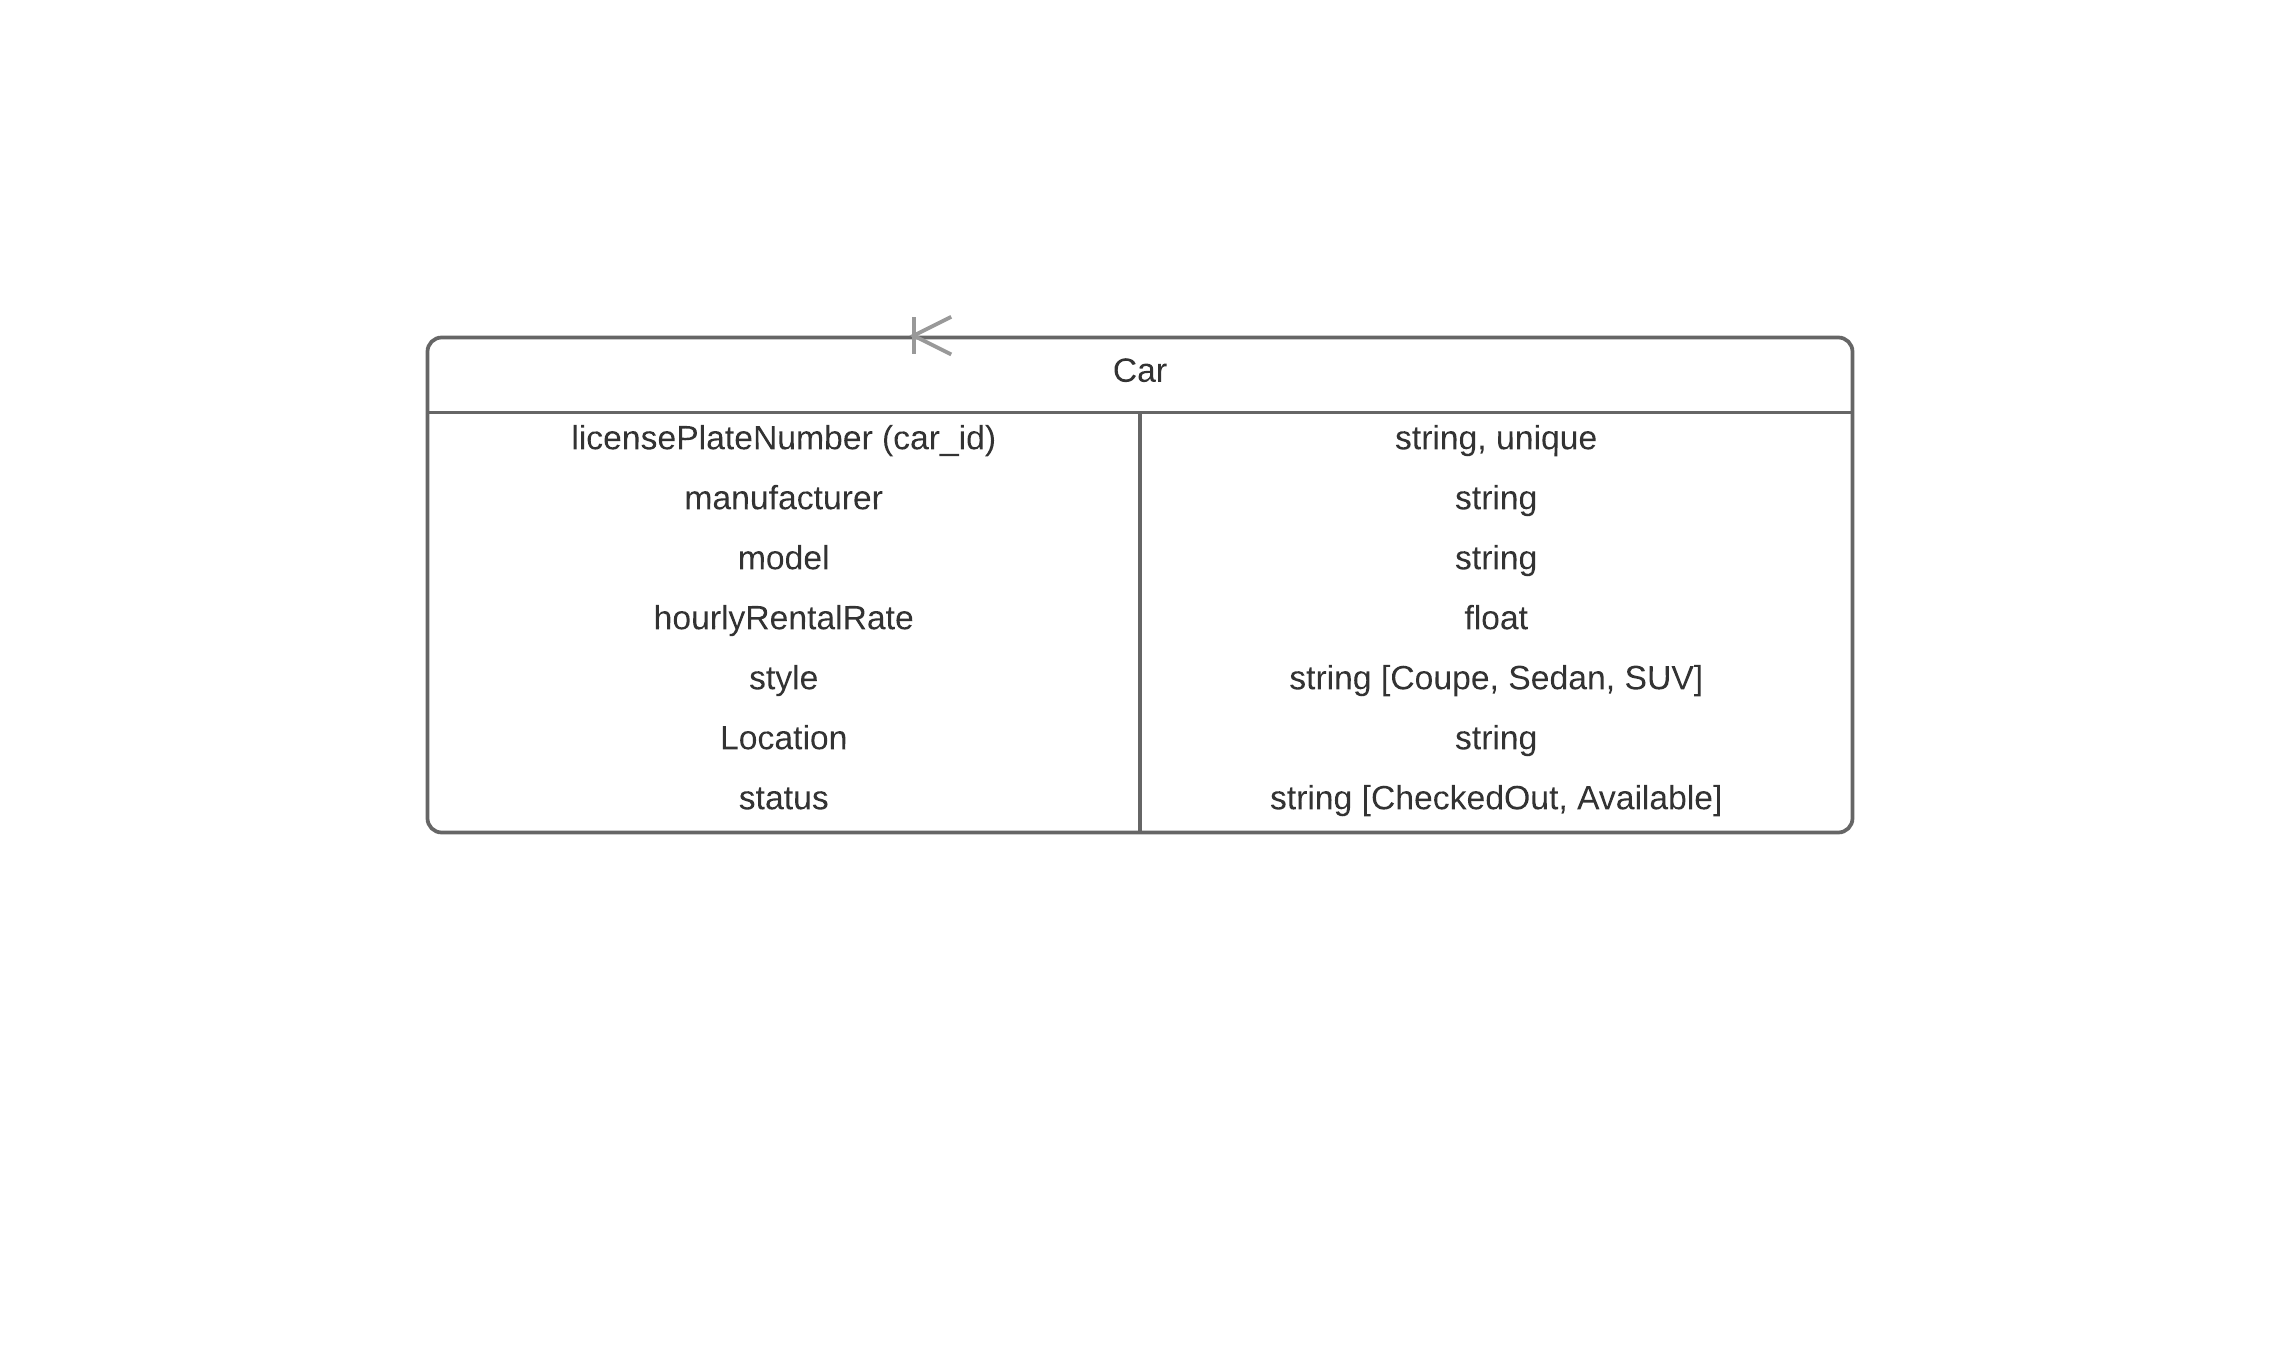 Car
licensePlateNumber (car_id) string, unique
manufacturer string
model string
hourlyRentalRate float
style string [Coupe, Sedan, SUV]
Location string
status string [CheckedOut, Available]